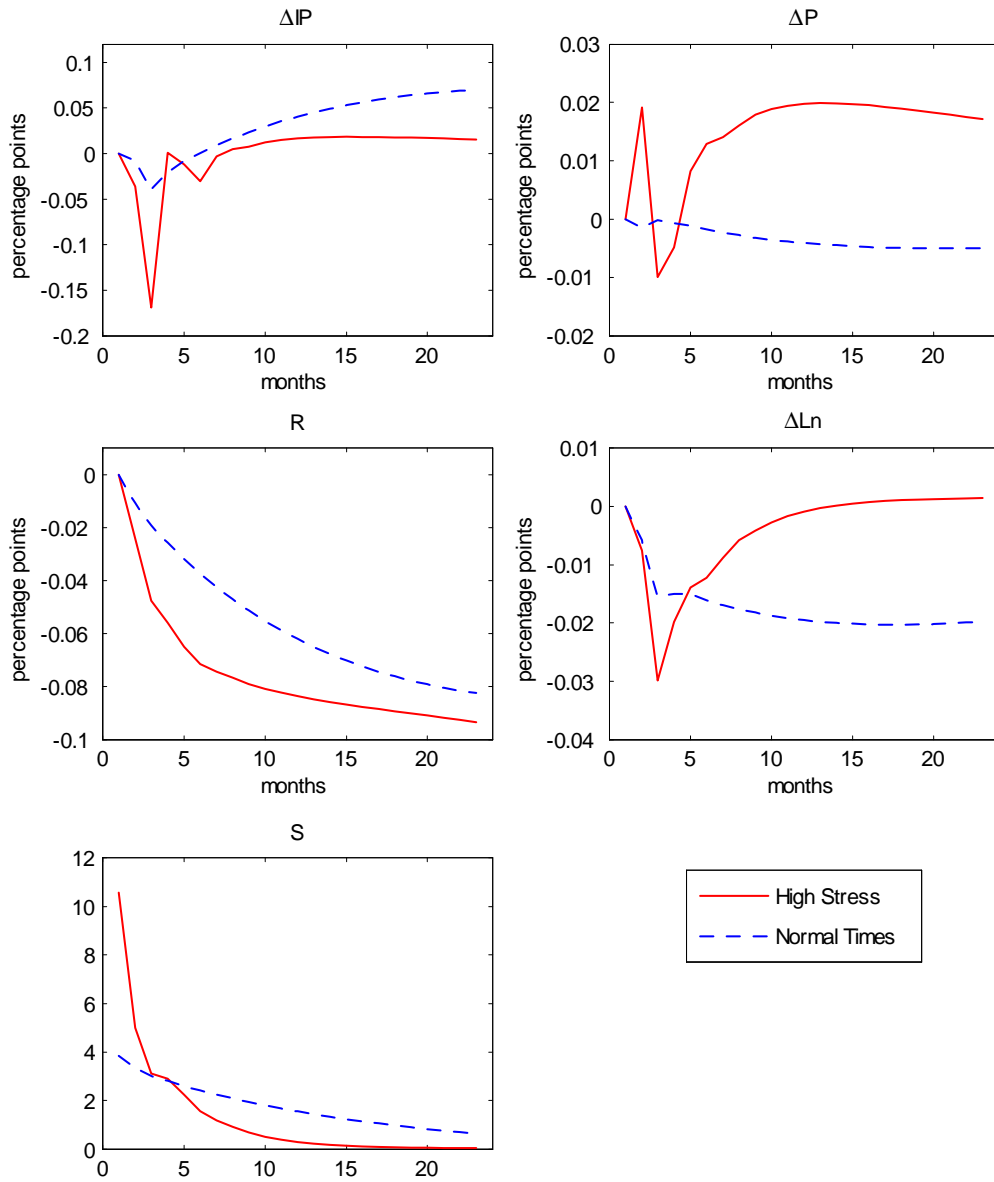 ΔIP
percentage points
0.1
0.05
0
-0.05
-0.1
-0.15
-0.2
0 5 10 15 20
months
ΔP
percentage points
0.03
0.02
0.01
0
-0.01
-0.02
0 5 10 15 20
months
R
percentage points
0
-0.02
-0.04
-0.06
-0.08
-0.1
0 5 10 15 20
months
ΔLn
percentage points
0.01
0
-0.01
-0.02
-0.03
-0.04
0 5 10 15 20
months
S
12
10
8
6
4
2
0
0 5 10 15 20
High Stress
Normal Times